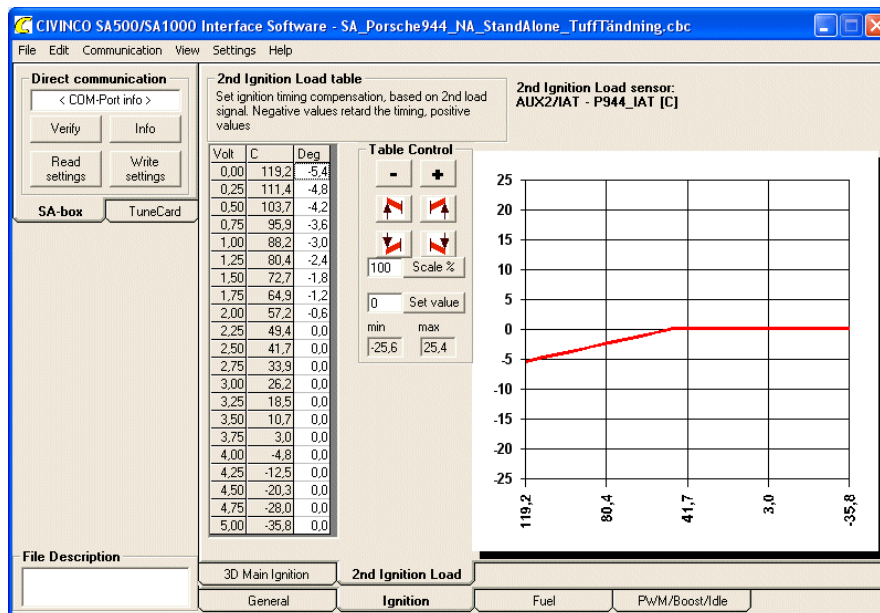 CIVINCO SA500/SA1000 Interface Software - SA_Porsche944_NA_StandAlone_TuffTändning.cbc
File Edit Communication View Settings Help
Direct communication
< COM-Port info >
Verify Info
Read settings Write settings
SA-box TuneCard
2nd Ignition Load table
Set ignition timing compensation, based on 2nd load
signal. Negative values retard the timing, positive
values
2nd Ignition Load sensor:
AUX2/IAT - P944_IAT [C]
Volt C Deg
0,00 119,2 -5,4
0,25 111,4 -4,8
0,50 103,7 -4,2
0,75 95,9 -3,6
1,00 88,2 -3,0
1,25 80,4 -2,4
1,50 72,7 -1,8
1,75 64,9 -1,2
2,00 57,2 -0,6
2,25 49,4 0,0
2,50 41,7 0,0
2,75 33,9 0,0
3,00 26,2 0,0
3,25 18,5 0,0
3,50 10,7 0,0
3,75 3,0 0,0
4,00 -4,8 0,0
4,25 -12,5 0,0
4,50 -20,3 0,0
4,75 -28,0 0,0
5,00 -35,8 0,0
Table Control
- +
100 Scale %
0 Set value
min max
-25,6 25,4
25
20
15
10
5
0
-5
-10
-15
-20
-25
119,2 80,4 41,7 3,0 -35,8
File Description
3D Main Ignition 2nd Ignition Load
General Ignition Fuel PWM/Boost/Idle